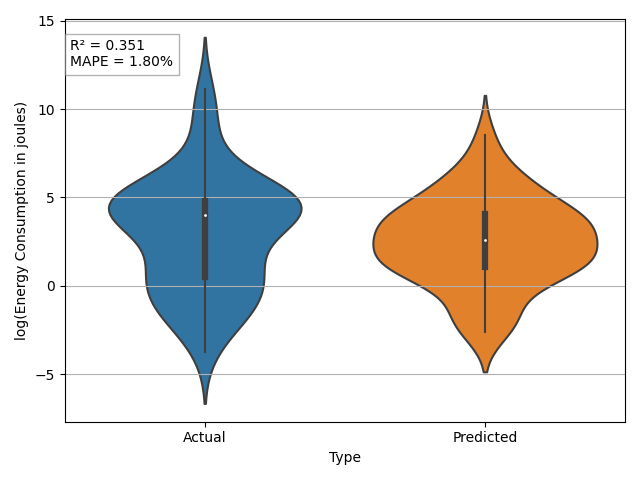 R² = 0.351
MAPE = 1.80%
15
10
5
0
−5
log(Energy Consumption in joules)
Actual
Predicted
Type